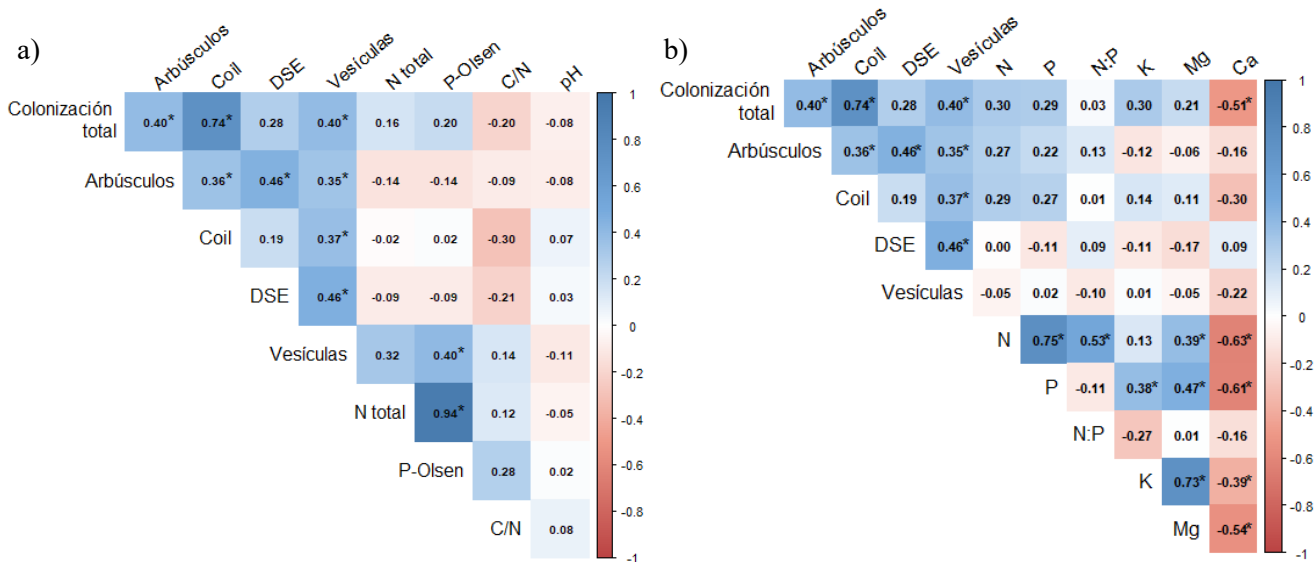 a)
Arbúsculos Coil DSE Vesículas N total P-Olsen C/N pH
Colonización total 0.40* 0.74* 0.28 0.40* 0.16 0.20 -0.20 -0.08
Arbúsculos 0.36* 0.46* 0.35* -0.14 -0.14 -0.09 -0.08
Coil 0.19 0.37* -0.02 0.02 -0.30 0.07
DSE 0.46* -0.09 -0.09 -0.21 0.03
Vesículas 0.32 0.40* 0.14 -0.11
N total 0.94* 0.12 -0.05
P-Olsen 0.28 0.02
C/N 0.08
1
0.8
0.6
0.4
0.2
0
-0.2
-0.4
-0.6
-0.8
-1
b)
Arbúsculos Coil DSE Vesículas N P N:P K Mg Ca
Colonización total 0.40* 0.74* 0.28 0.40* 0.30 0.29 0.03 0.30 0.21 -0.51*
Arbúsculos 0.36* 0.46* 0.35* 0.27 0.22 0.13 -0.12 -0.06 -0.16
Coil 0.19 0.37* 0.29 0.27 0.01 0.14 0.11 -0.30
DSE 0.46* 0.00 -0.11 0.09 -0.11 -0.17 0.09
Vesículas -0.05 0.02 -0.10 0.01 -0.05 -0.22
N 0.75* 0.53* 0.13 0.39* -0.63*
P -0.11 0.38* 0.47* -0.61*
N:P -0.27 0.01 -0.16
K 0.73* -0.39*
Mg -0.54*
1
0.8
0.6
0.4
0.2
0
-0.2
-0.4
-0.6
-0.8
-1